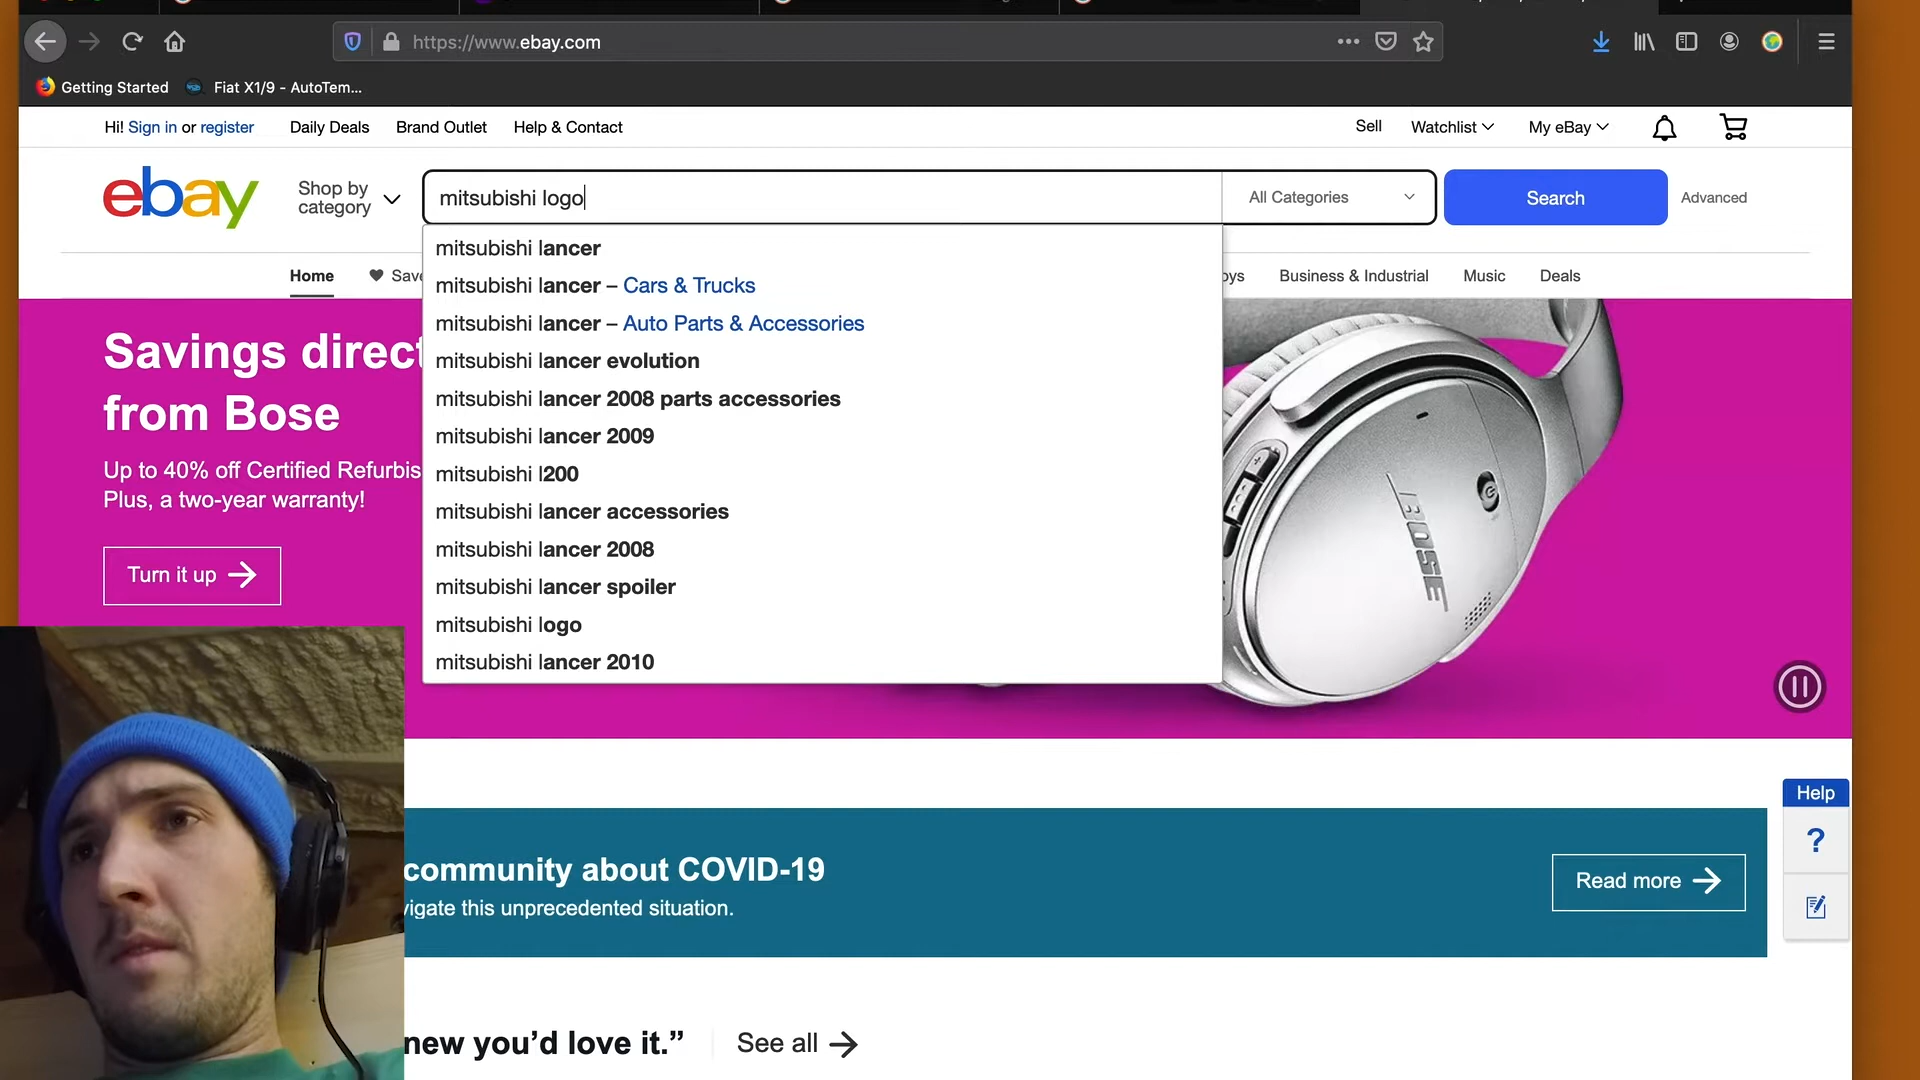 https://www.ebay.com
Getting Started
Fiat X1/9 - AutoTem...
Hi! Sign in or register
Daily Deals
Brand Outlet
Help & Contact
Sell
Watchlist
My eBay
ebay
Shop by
category
mitsubishi logo
All Categories
Search
Advanced
Home
Save
Business & Industrial
Music
Deals
mitsubishi lancer
mitsubishi lancer – Cars & Trucks
mitsubishi lancer – Auto Parts & Accessories
mitsubishi lancer evolution
mitsubishi lancer 2008 parts accessories
mitsubishi lancer 2009
mitsubishi l200
mitsubishi lancer accessories
mitsubishi lancer 2008
mitsubishi lancer spoiler
mitsubishi logo
mitsubishi lancer 2010
Savings direct
from Bose
Up to 40% off Certified Refurbis
Plus, a two-year warranty!
Turn it up
BOSE
Help
?
community about COVID-19
vigate this unprecedented situation.
Read more
new you’d love it.”
See all